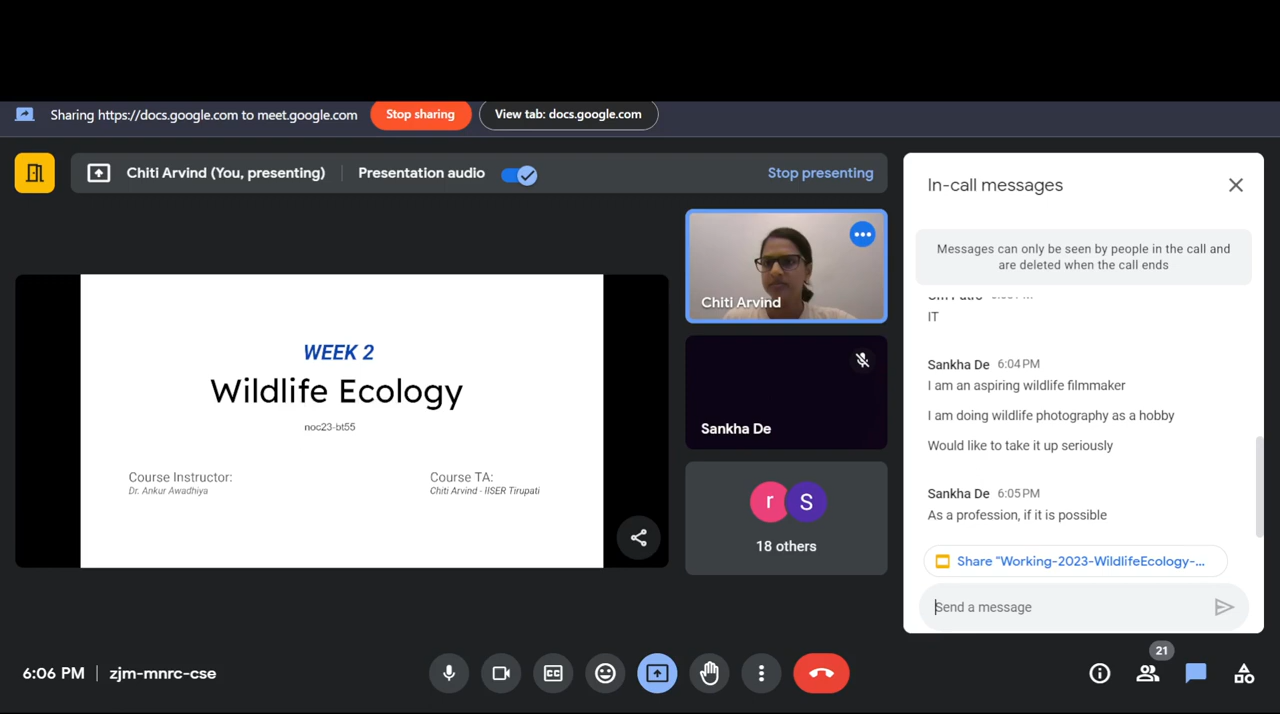 Sharing https://docs.google.com to meet.google.com
Stop sharing
View tab: docs.google.com
Chiti Arvind (You, presenting)
Presentation audio
Stop presenting
WEEK 2
Wildlife Ecology
noc23-bt55
Course Instructor:
Dr. Ankur Awadhiya
Course TA:
Chiti Arvind - IISER Tirupati
Chiti Arvind
Sankha De
r
S
18 others
In-call messages
Messages can only be seen by people in the call and
are deleted when the call ends
IT
Sankha De 6:04 PM
I am an aspiring wildlife filmmaker
I am doing wildlife photography as a hobby
Would like to take it up seriously
Sankha De 6:05 PM
As a profession, if it is possible
Share "Working-2023-WildlifeEcology-...
Send a message
6:06 PM
zjm-mnrc-cse
CC
21